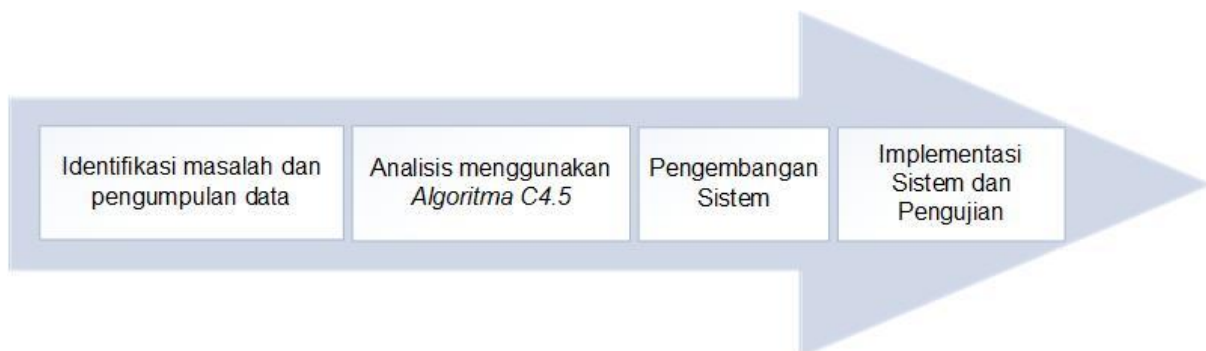 Identifikasi masalah dan
pengumpulan data
Analisis menggunakan
Algoritma C4.5
Pengembangan
Sistem
Implementasi
Sistem dan
Pengujian